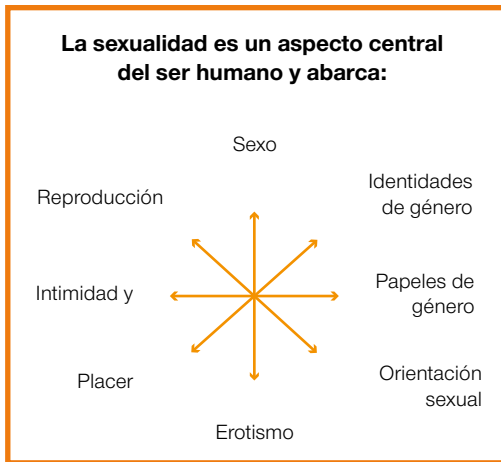 La sexualidad es un aspecto central
del ser humano y abarca:
Sexo
Identidades
de género
Reproducción
Intimidad y
Papeles de
género
Placer
Orientación
sexual
Erotismo